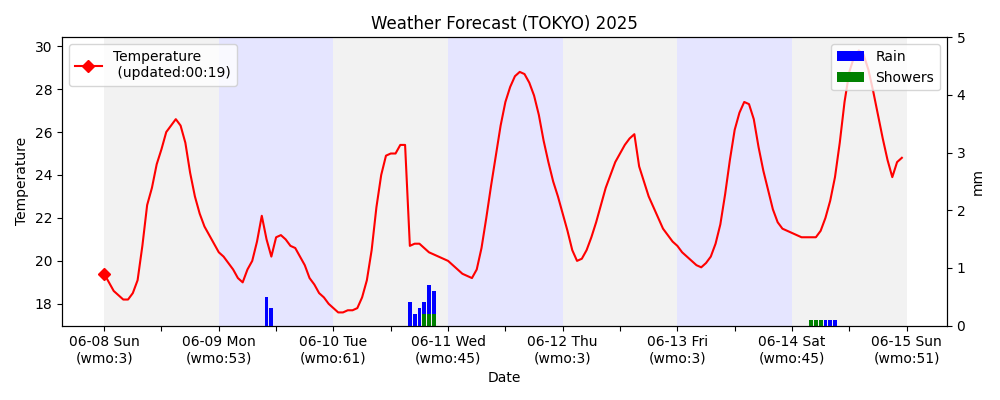 Weather Forecast (TOKYO) 2025
Temperature
(updated:00:19)
Rain
Showers
30
28
26
24
22
20
18
Temperature
5
4
3
2
1
0
mm
06-08 Sun
(wmo:3)
06-09 Mon
(wmo:53)
06-10 Tue
(wmo:61)
06-11 Wed
(wmo:45)
06-12 Thu
(wmo:3)
06-13 Fri
(wmo:3)
06-14 Sat
(wmo:45)
06-15 Sun
(wmo:51)
Date